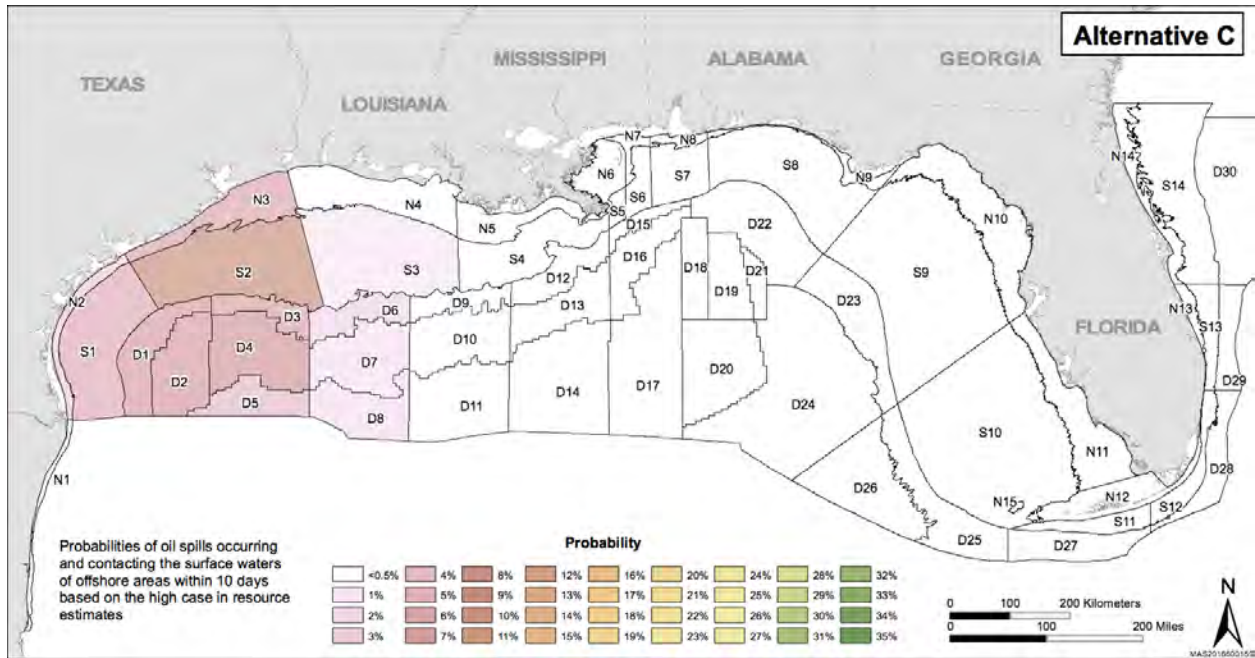 Alternative C
MISSISSIPPI
ALABAMA
GEORGIA
TEXAS
LOUISIANA
FLORIDA
N7
N8
N6
S7
S8
N9
N14
S14
D30
N3
N4
S6
S5
N5
D15
D22
N10
S2
S3
S4
D12
D16
D18
D21
D19
S9
D23
N2
D3
D6
D9
D13
N13
S13
S1
D1
D4
D2
D7
D10
D20
D29
D5
D8
D11
D14
D17
D24
S10
N11
D28
N1
D26
N15
N12
S12
S11
D25
D27
Probabilities of oil spills occurring
and contacting the surface waters
of offshore areas within 10 days
based on the high case in resource
estimates
Probability
<0.5% 4% 8% 12% 16% 20% 24% 28% 32%
1% 5% 9% 13% 17% 21% 25% 29% 33%
2% 6% 10% 14% 18% 22% 26% 30% 34%
3% 7% 11% 15% 19% 23% 27% 31% 35%
N
0 100 200 Kilometers
0 100 200 Miles